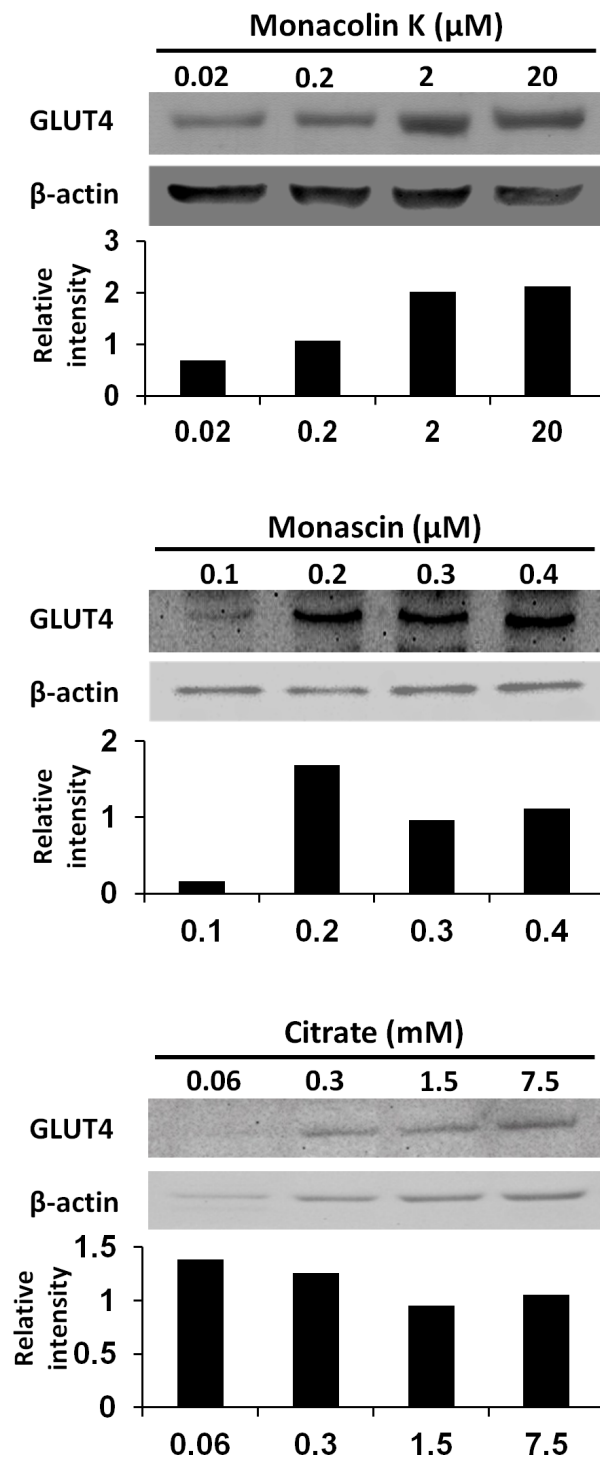 Monacolin K (µM)
0.02 0.2 2 20
GLUT4
β-actin
Relative intensity
3
2
1
0
0.02 0.2 2 20
Monascin (µM)
0.1 0.2 0.3 0.4
GLUT4
β-actin
Relative intensity
2
1
0
0.1 0.2 0.3 0.4
Citrate (mM)
0.06 0.3 1.5 7.5
GLUT4
β-actin
Relative intensity
1.5
1
0.5
0
0.06 0.3 1.5 7.5